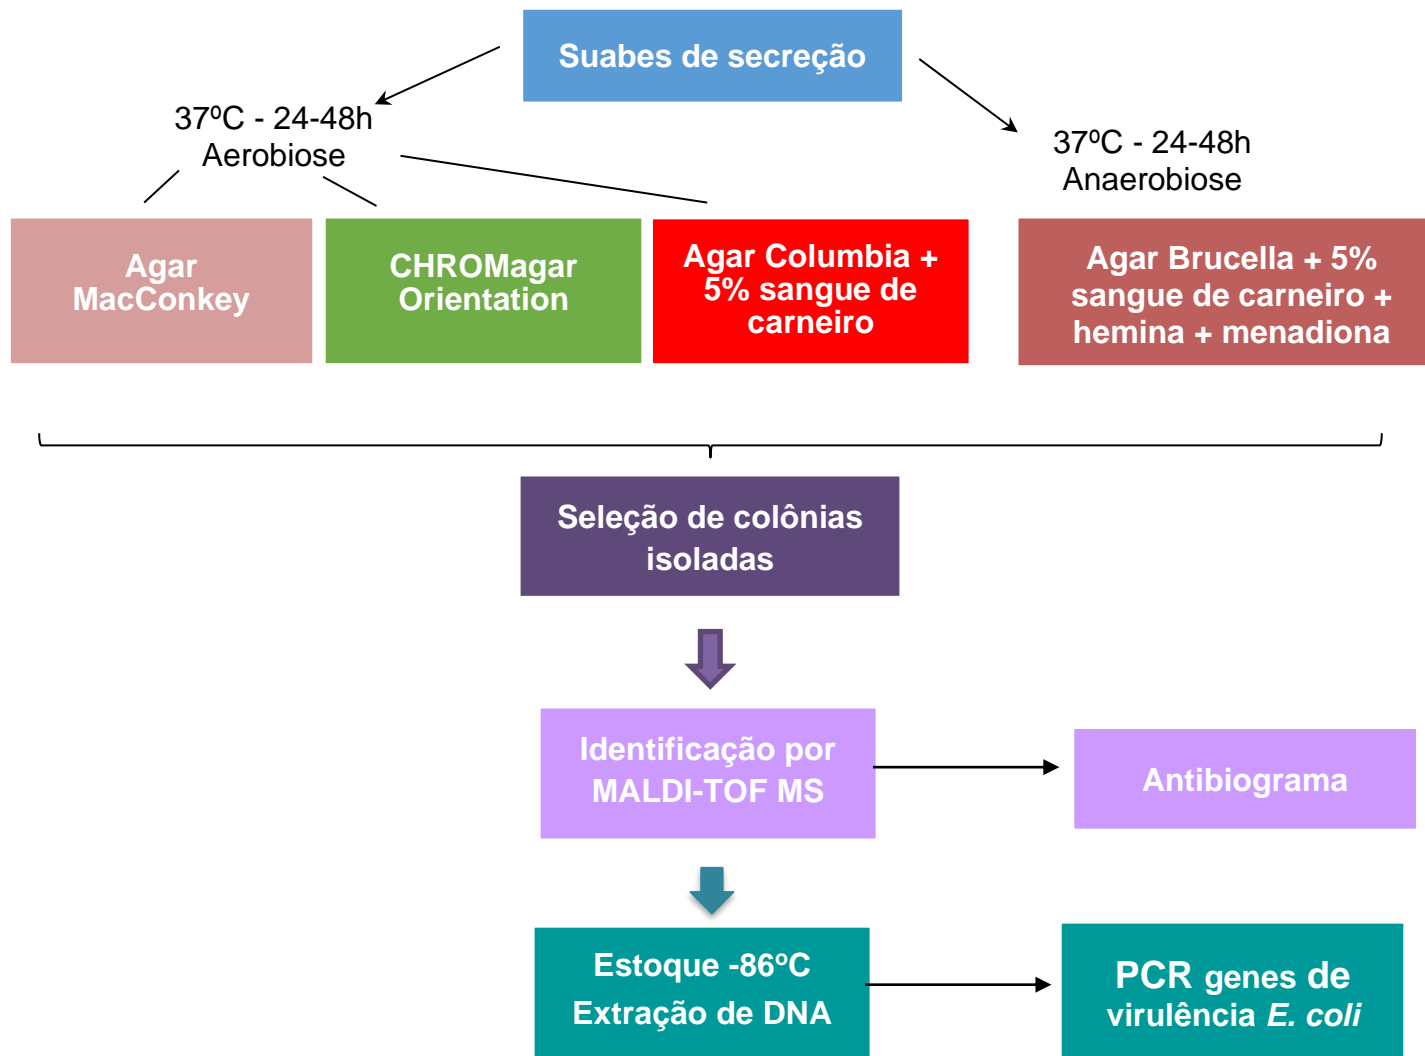 Suabes de secreção
37ºC - 24-48h
Aerobiose
37ºC - 24-48h
Anaerobiose
Agar
MacConkey
CHROMagar
Orientation
Agar Columbia +
5% sangue de
carneiro
Agar Brucella + 5%
sangue de carneiro +
hemina + menadiona
Seleção de colônias
isoladas
Identificação por
MALDI-TOF MS
Antibiograma
Estoque -86ºC
Extração de DNA
PCR genes de
virulência E. coli